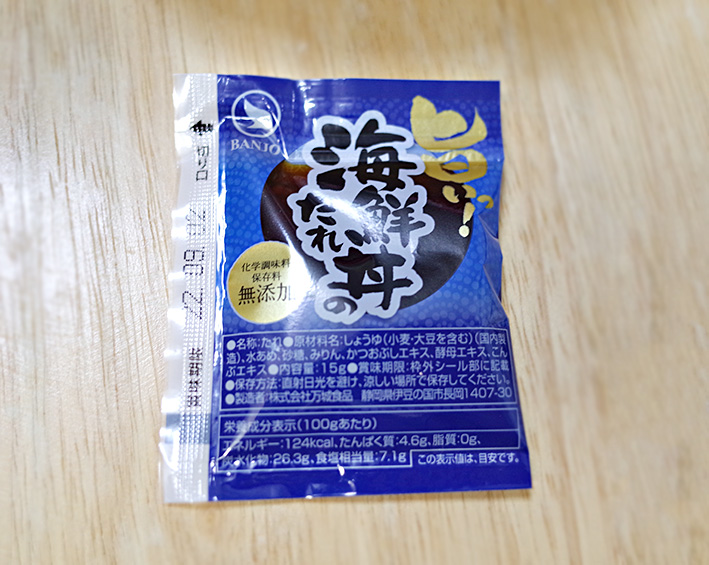 BANJO
旨いっ!
海鮮丼の
たれ
化学調味料
保存料
無添加
切り口
賞味期限 22.09.12
●名称:たれ●原材料名:しょうゆ(小麦・大豆を含む)(国内製
造)、水あめ、砂糖、みりん、かつおぶしエキス、酵母エキス、こん
ぶエキス●内容量:15g●賞味期限:枠外シール部に記載
●保存方法:直射日光を避け、涼しい場所で保存してください。
●製造者:株式会社万城食品 静岡県伊豆の国市長岡1407-30
栄養成分表示(100gあたり)
エネルギー:124kcal、たんぱく質:4.6g、脂質:0g、
炭水化物:26.3g、食塩相当量:7.1g
この表示値は、目安です。